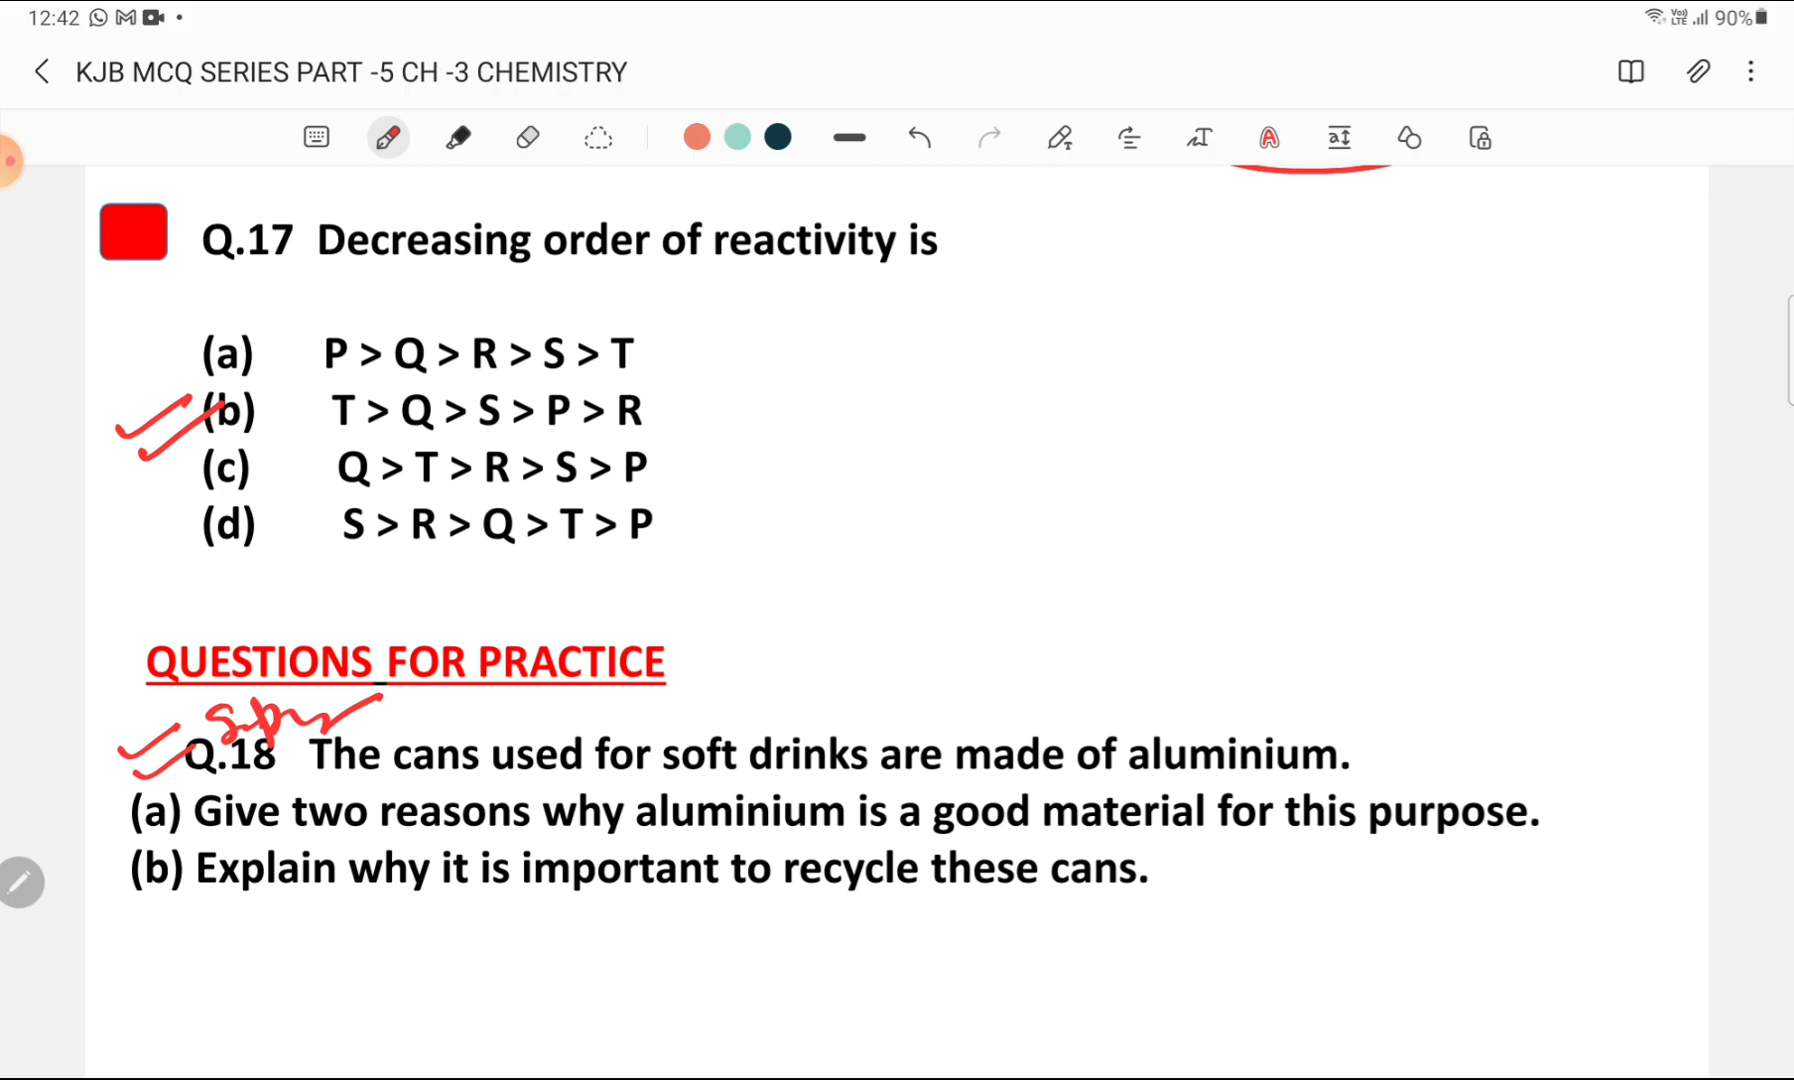 12:42
Vo)) LTE 90%
KJB MCQ SERIES PART -5 CH -3 CHEMISTRY
Q.17 Decreasing order of reactivity is
(a) P > Q > R > S > T
(b) T > Q > S > P > R
(c) Q > T > R > S > P
(d) S > R > Q > T > P
QUESTIONS FOR PRACTICE
Q.18 The cans used for soft drinks are made of aluminium.
(a) Give two reasons why aluminium is a good material for this purpose.
(b) Explain why it is important to recycle these cans.